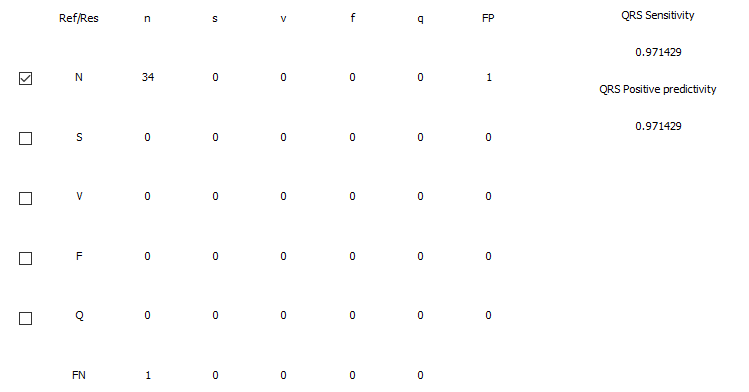 Ref/Res n s v f q FP
N 34 0 0 0 0 1
S 0 0 0 0 0 0
V 0 0 0 0 0 0
F 0 0 0 0 0 0
Q 0 0 0 0 0 0
FN 1 0 0 0 0
QRS Sensitivity
0.971429
QRS Positive predictivity
0.971429